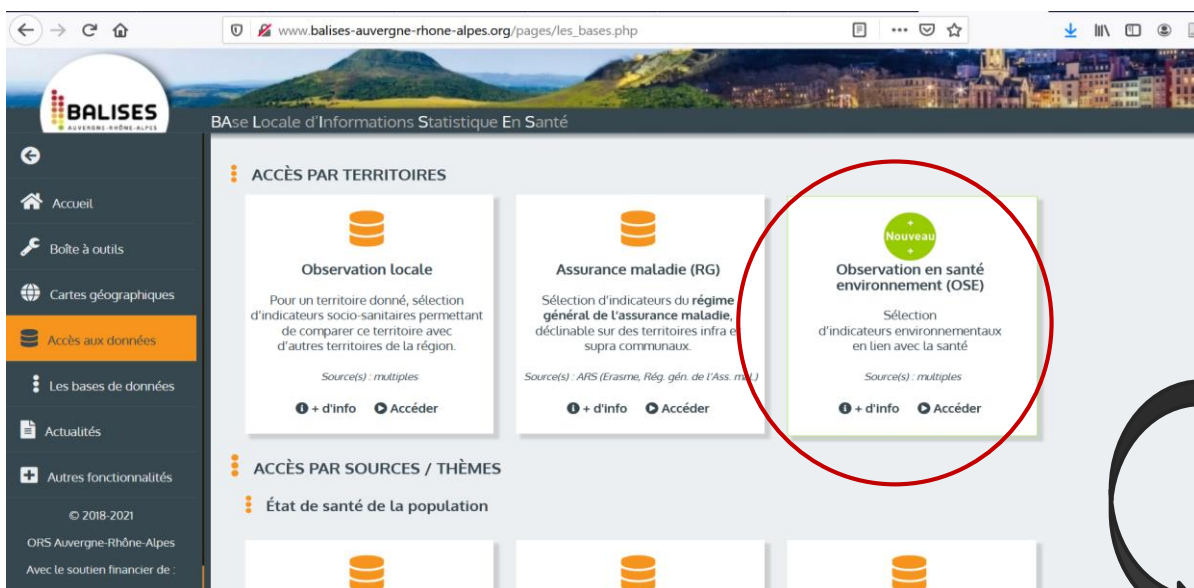 www.balises-auvergne-rhone-alpes.org/pages/les_bases.php
BALISES
AUVERGNE-RHÔNE-ALPES
BAse Locale d'Informations Statistique En Santé
Accueil
Boîte à outils
Cartes géographiques
Accès aux données
Les bases de données
Actualités
Autres fonctionnalités
© 2018-2021
ORS Auvergne-Rhône-Alpes
Avec le soutien financier de :
ACCÈS PAR TERRITOIRES
Observation locale
Pour un territoire donné, sélection
d'indicateurs socio-sanitaires permettant
de comparer ce territoire avec
d'autres territoires de la région.
Source(s) : multiples
+ d'info Accéder
Assurance maladie (RG)
Sélection d'indicateurs du régime
général de l'assurance maladie,
déclinable sur des territoires infra e
supra communaux.
Source(s) : ARS (Erasme, Rég. gén. de l'Ass. mal.)
+ d'info Accéder
+
Nouveau
+
Observation en santé
environnement (OSE)
Sélection
d'indicateurs environnementaux
en lien avec la santé
Source(s) : multiples
+ d'info Accéder
ACCÈS PAR SOURCES / THÈMES
État de santé de la population